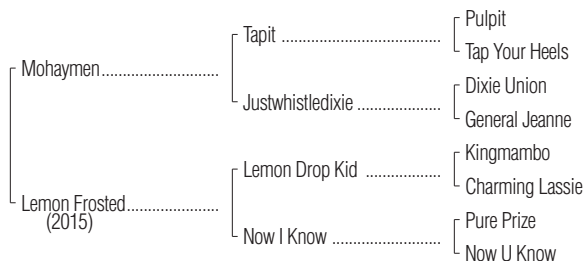 Pulpit
Tapit
Tap Your Heels
Mohaymen
Dixie Union
Justwhistledixie
General Jeanne
Kingmambo
Lemon Drop Kid
Charming Lassie
Lemon Frosted
(2015)
Pure Prize
Now I Know
Now U Know